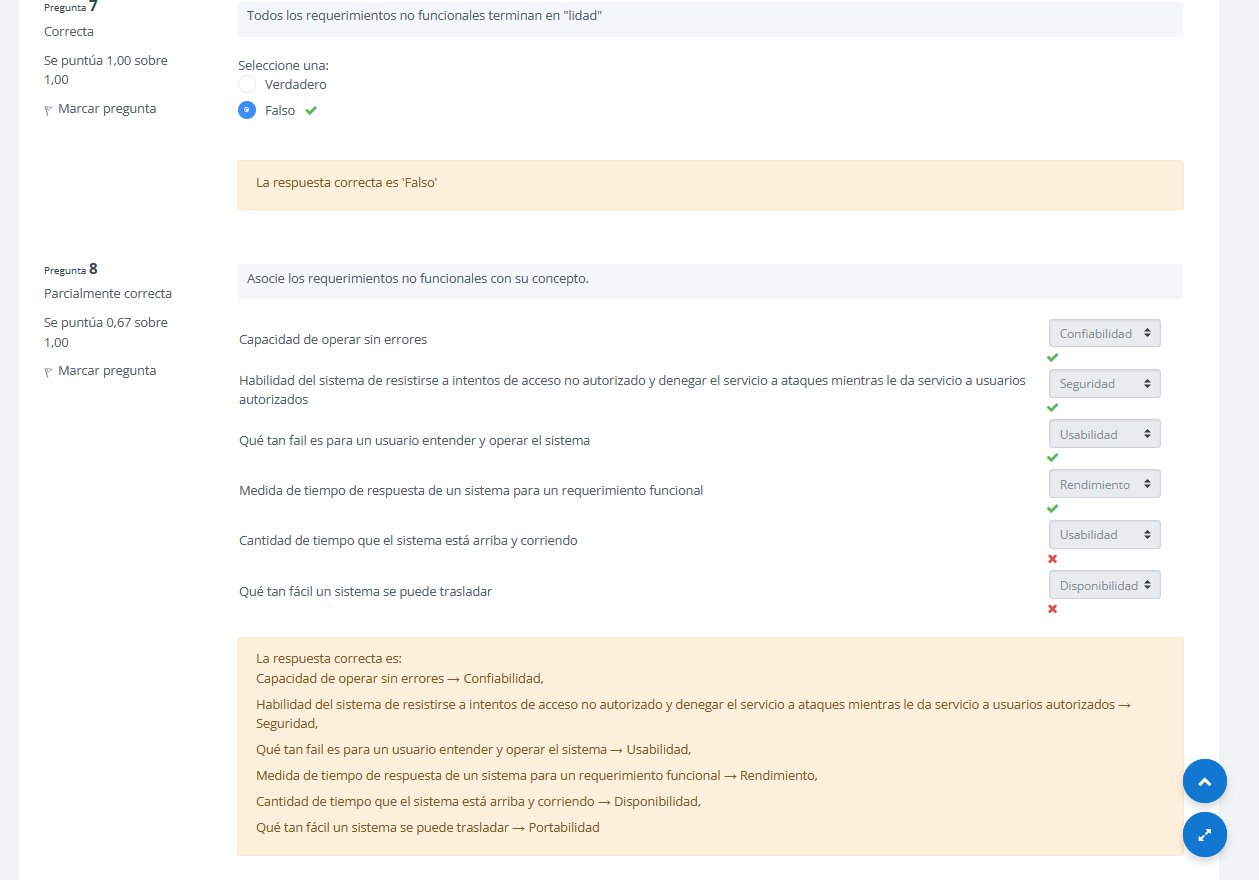 Pregunta 7
Correcta
Se puntúa 1,00 sobre
1,00
Marcar pregunta
Todos los requerimientos no funcionales terminan en "lidad"
Seleccione una:
Verdadero
Falso
La respuesta correcta es 'Falso'
Pregunta 8
Parcialmente correcta
Se puntúa 0,67 sobre
1,00
Marcar pregunta
Asocie los requerimientos no funcionales con su concepto.
Capacidad de operar sin errores
Confiabilidad
Habilidad del sistema de resistirse a intentos de acceso no autorizado y denegar el servicio a ataques mientras le da servicio a usuarios
autorizados
Seguridad
Qué tan fail es para un usuario entender y operar el sistema
Usabilidad
Medida de tiempo de respuesta de un sistema para un requerimiento funcional
Rendimiento
Cantidad de tiempo que el sistema está arriba y corriendo
Usabilidad
Qué tan fácil un sistema se puede trasladar
Disponibilidad
La respuesta correcta es:
Capacidad de operar sin errores → Confiabilidad,
Habilidad del sistema de resistirse a intentos de acceso no autorizado y denegar el servicio a ataques mientras le da servicio a usuarios autorizados →
Seguridad,
Qué tan fail es para un usuario entender y operar el sistema → Usabilidad,
Medida de tiempo de respuesta de un sistema para un requerimiento funcional → Rendimiento,
Cantidad de tiempo que el sistema está arriba y corriendo → Disponibilidad,
Qué tan fácil un sistema se puede trasladar → Portabilidad